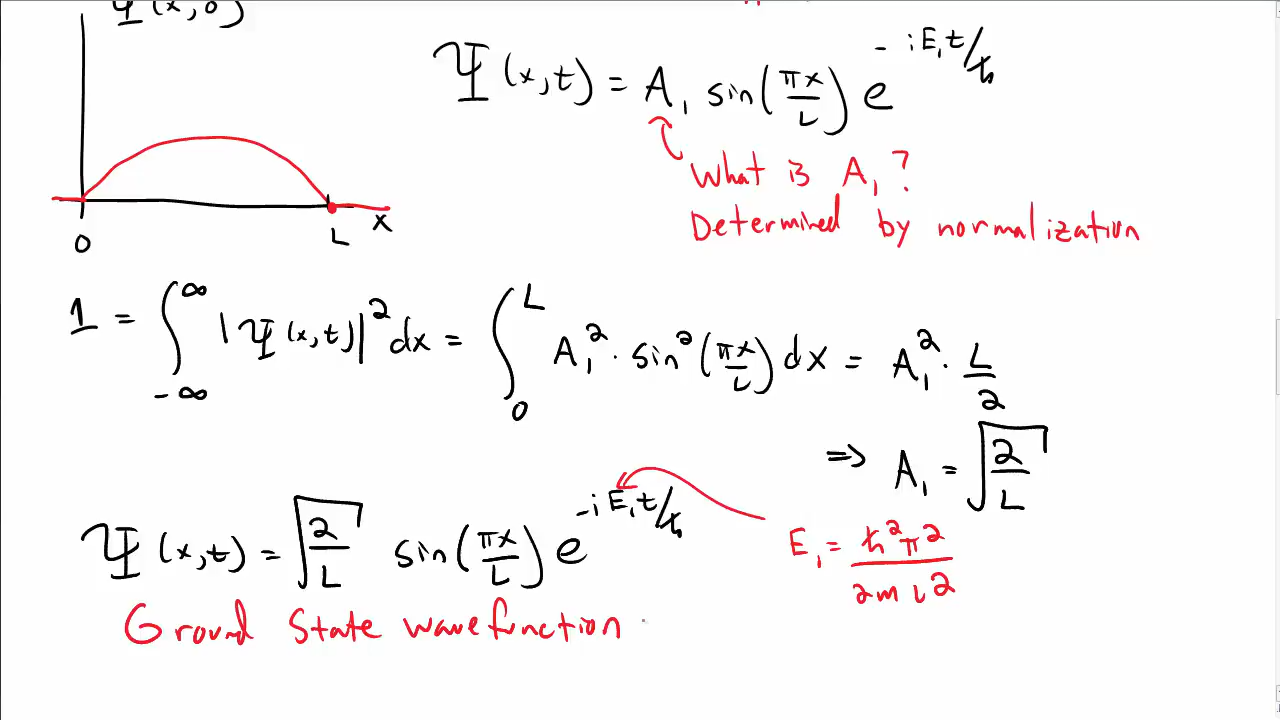 Ψ(x,0)
Ψ(x,t) = A₁ sin(πx/L) e^(-iE₁t/ħ)
0 L x
What is A₁?
Determined by normalization
1 = ∫_{-∞}^{∞} |Ψ(x,t)|² dx = ∫_0^L A₁² · sin²(πx/L) dx = A₁² · L/2
⇒ A₁ = √(2/L)
Ψ(x,t) = √(2/L) sin(πx/L) e^(-iE₁t/ħ)
E₁ = ħ²π²/2mL²
Ground State wavefunction